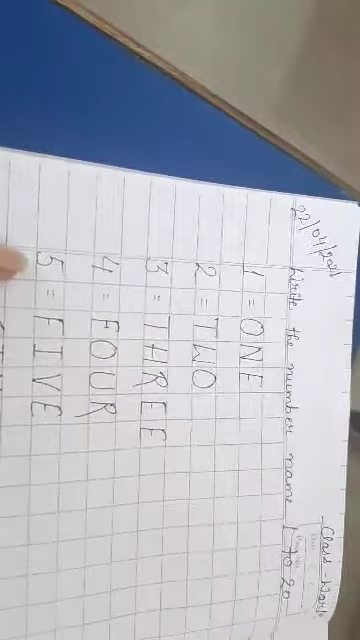 Class-Work
22/04/2021 Write the number name 1 To 20
1 = ONE
2 = TWO
3 = THREE
4 = FOUR
5 = FIVE